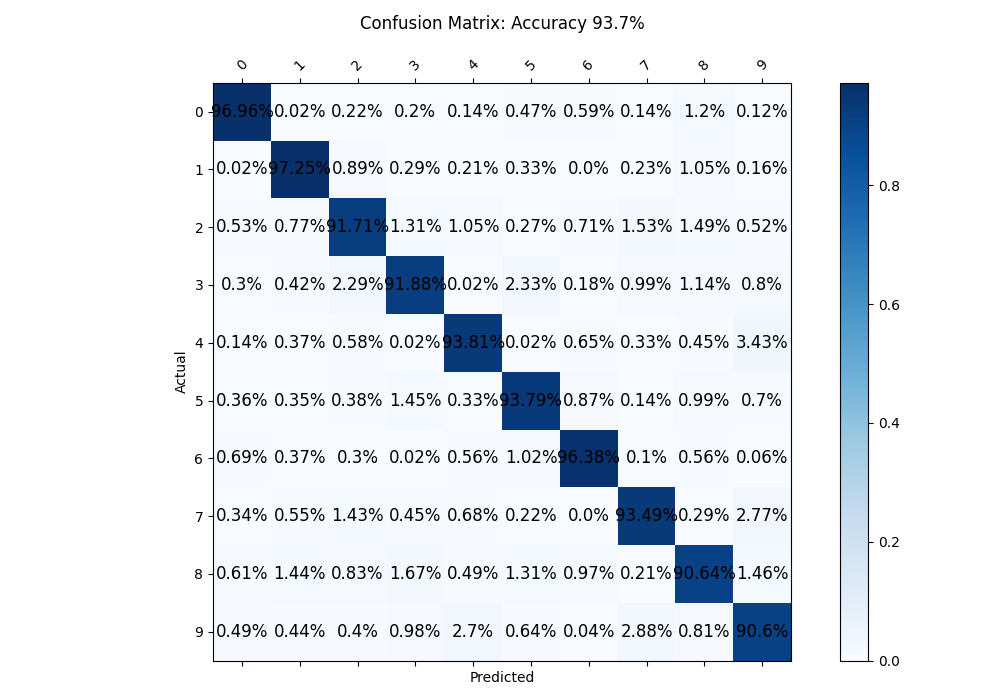 Confusion Matrix: Accuracy 93.7%
0 1 2 3 4 5 6 7 8 9
0 96.96% 0.02% 0.22% 0.2% 0.14% 0.47% 0.59% 0.14% 1.2% 0.12%
1 0.02% 97.25% 0.89% 0.29% 0.21% 0.33% 0.0% 0.23% 1.05% 0.16%
2 0.53% 0.77% 91.71% 1.31% 1.05% 0.27% 0.71% 1.53% 1.49% 0.52%
3 0.3% 0.42% 2.29% 91.88% 0.02% 2.33% 0.18% 0.99% 1.14% 0.8%
4 0.14% 0.37% 0.58% 0.02% 93.81% 0.02% 0.65% 0.33% 0.45% 3.43%
5 0.36% 0.35% 0.38% 1.45% 0.33% 93.79% 0.87% 0.14% 0.99% 0.7%
6 0.69% 0.37% 0.3% 0.02% 0.56% 1.02% 96.38% 0.1% 0.56% 0.06%
7 0.34% 0.55% 1.43% 0.45% 0.68% 0.22% 0.0% 93.49% 0.29% 2.77%
8 0.61% 1.44% 0.83% 1.67% 0.49% 1.31% 0.97% 0.21% 90.64% 1.46%
9 0.49% 0.44% 0.4% 0.98% 2.7% 0.64% 0.04% 2.88% 0.81% 90.6%
Actual
Predicted
0.8
0.6
0.4
0.2
0.0